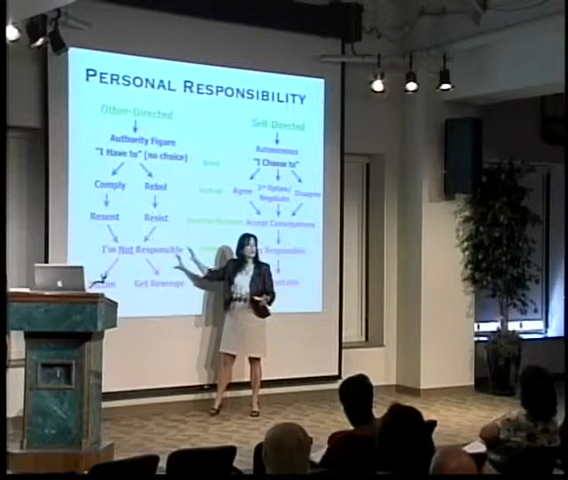 PERSONAL RESPONSIBILITY
Other-Directed
Self-Directed
Authority Figure
"I Have to" (no choice)
Autonomous
"I Choose to"
Comply
Rebel
Agree
3rd Option/
Negotiate
Disagree
Resent
Resist
Accept Consequences
I'm Not Responsible
Responsible
Get Revenge